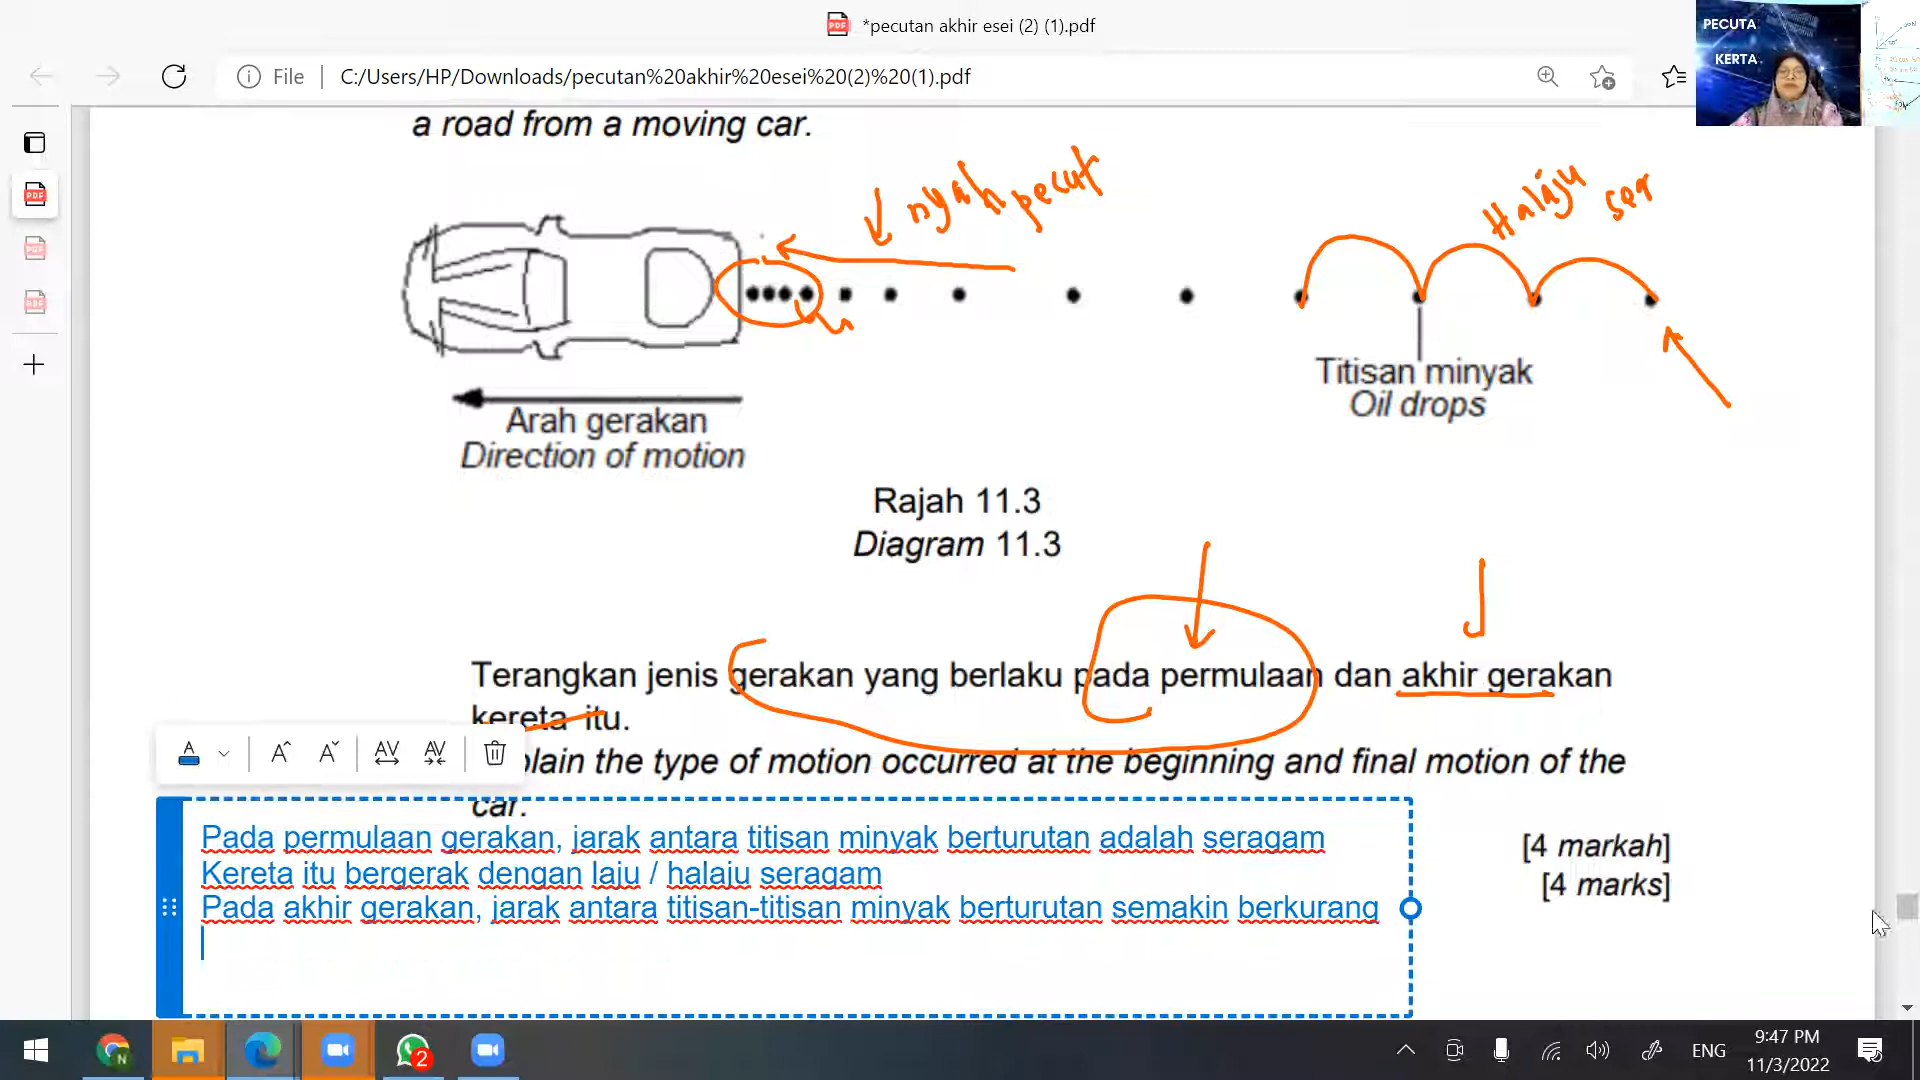 *pecutan akhir esei (2) (1).pdf
File
C:/Users/HP/Downloads/pecutan%20akhir%20esei%20(2)%20(1).pdf
PECUTA
KERTA
a road from a moving car.
nyah pecut
Halaju ser
Titisan minyak
Oil drops
Arah gerakan
Direction of motion
Rajah 11.3
Diagram 11.3
Terangkan jenis gerakan yang berlaku pada permulaan dan akhir gerakan
kereta itu.
plain the type of motion occurred at the beginning and final motion of the
car.
Pada permulaan gerakan, jarak antara titisan minyak berturutan adalah seragam
Kereta itu bergerak dengan laju / halaju seragam
Pada akhir gerakan, jarak antara titisan-titisan minyak berturutan semakin berkurang
[4 markah]
[4 marks]
2
ENG
9:47 PM
11/3/2022